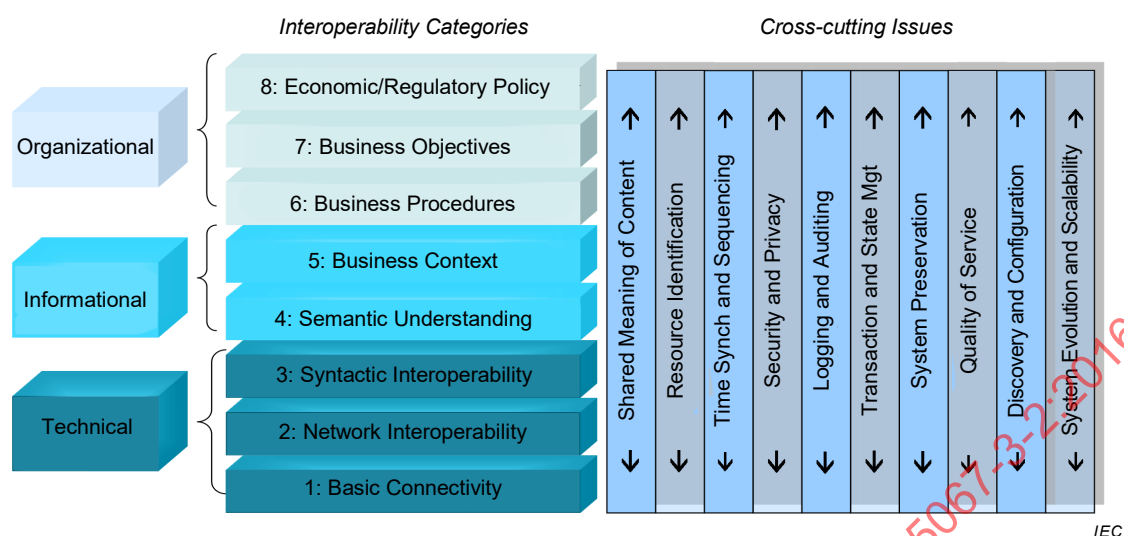 Interoperability Categories
Cross-cutting Issues
Organizational
8: Economic/Regulatory Policy
7: Business Objectives
6: Business Procedures
Informational
5: Business Context
4: Semantic Understanding
Technical
3: Syntactic Interoperability
2: Network Interoperability
1: Basic Connectivity
Shared Meaning of Content
Resource Identification
Time Synch and Sequencing
Security and Privacy
Logging and Auditing
Transaction and State Mgt
System Preservation
Quality of Service
Discovery and Configuration
System Evolution and Scalability
5067-3-2:2016
IEC